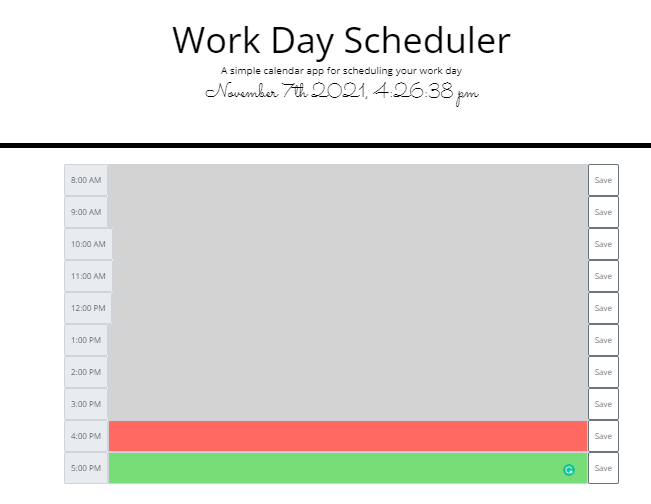 Work Day Scheduler
A simple calendar app for scheduling your work day
November 7th 2021, 4:26:38 pm
8:00 AM Save
9:00 AM Save
10:00 AM Save
11:00 AM Save
12:00 PM Save
1:00 PM Save
2:00 PM Save
3:00 PM Save
4:00 PM Save
5:00 PM Save